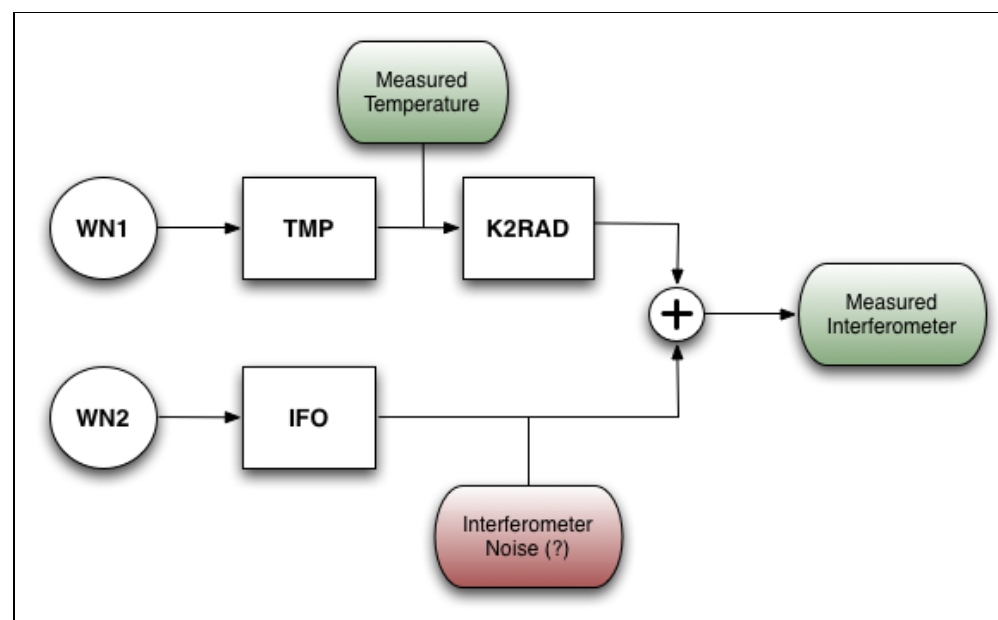 Measured
Temperature
WN1
TMP
K2RAD
+
Measured
Interferometer
WN2
IFO
Interferometer
Noise (?)